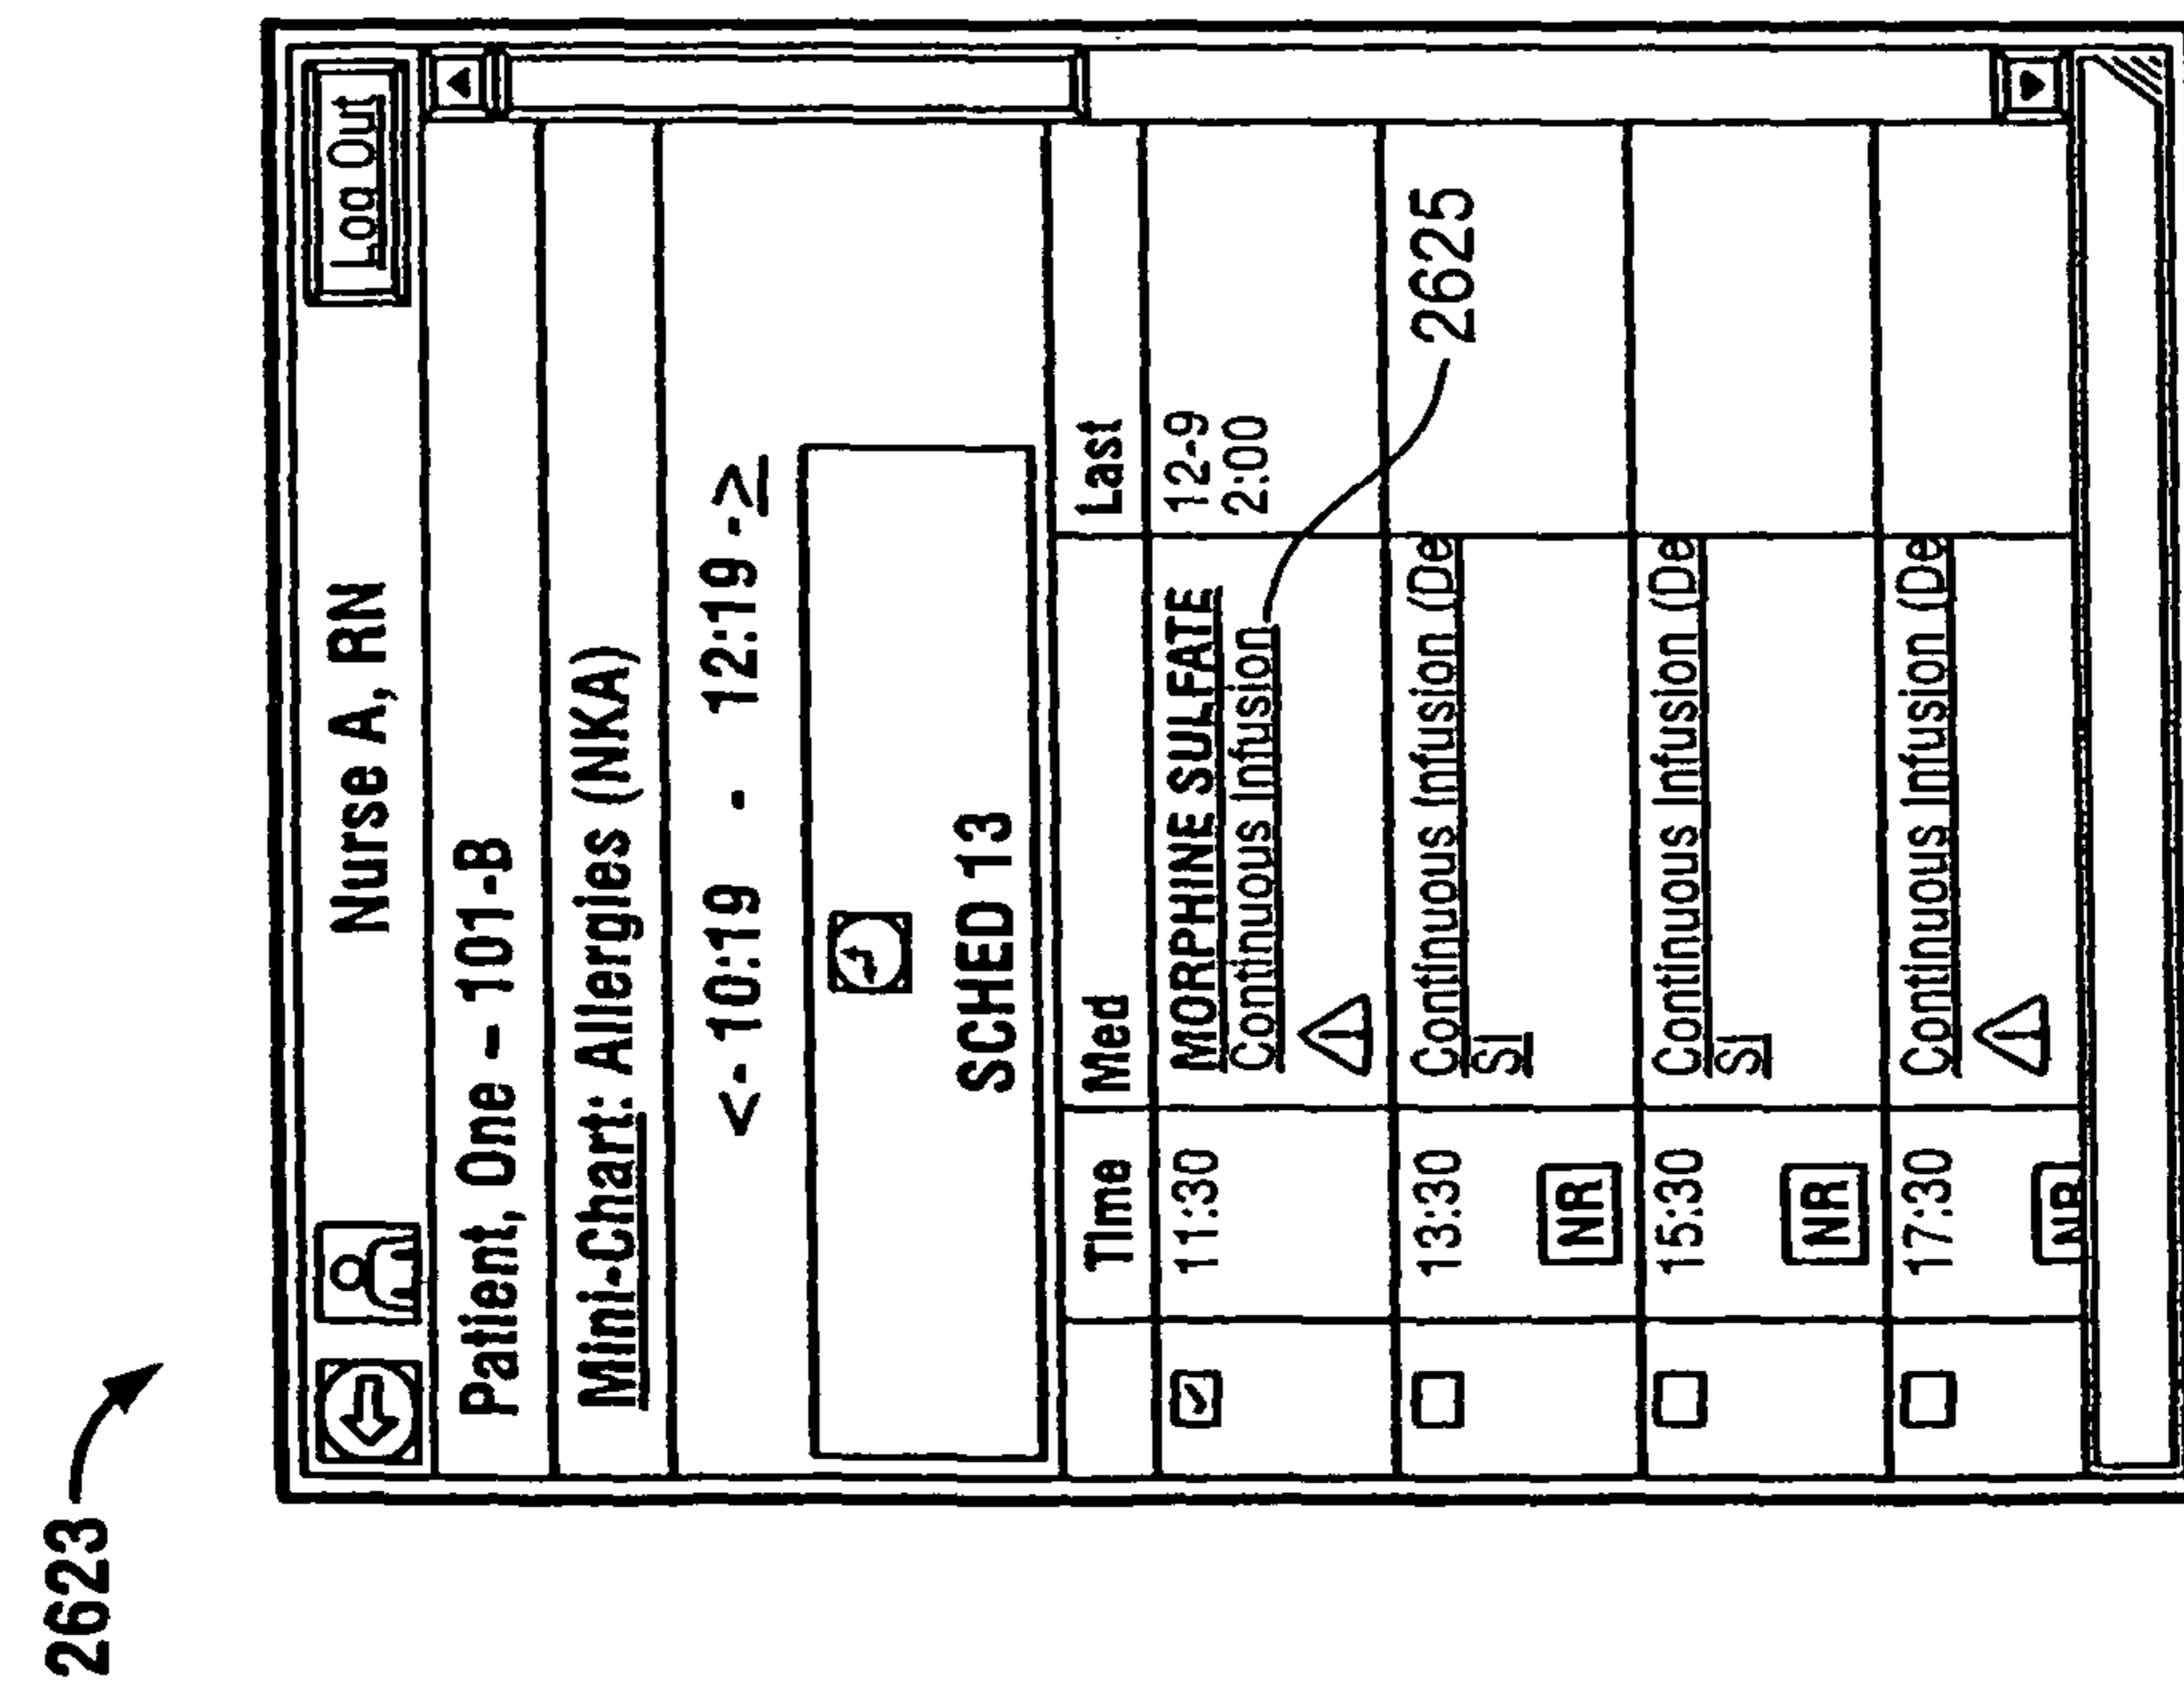 2623
Nurse A, RN
Log Out
Patient, One - 101-B
Mini-Chart: Allergies (NKA)
<- 10:19 - 12:19 ->
SCHED 13
Time Med Last
11:30 MORPHINE SULFATE 12-9
Continuous Infusion 2:00
2625
13:30 Continuous Infusion (De
SI
NR
15:30 Continuous Infusion (De
SI
NR
17:30 Continuous Infusion (De
NR